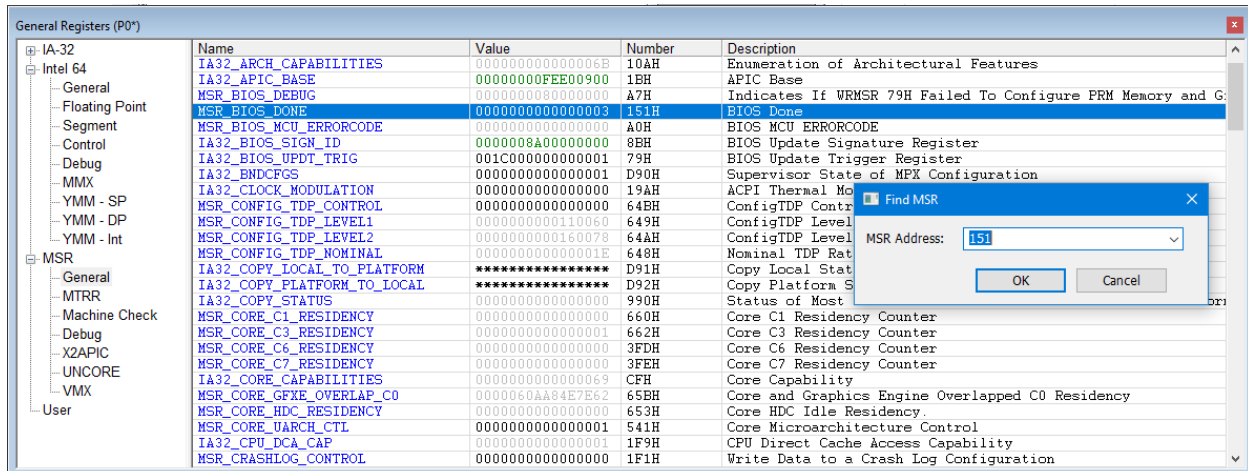 General Registers (P0*)
IA-32
Intel 64
General
Floating Point
Segment
Control
Debug
MMX
YMM - SP
YMM - DP
YMM - Int
MSR
General
MTRR
Machine Check
Debug
X2APIC
UNCORE
VMX
User
Name Value Number Description
IA32_ARCH_CAPABILITIES 000000000000006B 10AH Enumeration of Architectural Features
IA32_APIC_BASE 00000000FEE00900 1BH APIC Base
MSR_BIOS_DEBUG 0000000080000000 A7H Indicates If WRMSR 79H Failed To Configure PRM Memory and G
MSR_BIOS_DONE 0000000000000003 151H BIOS Done
MSR_BIOS_MCU_ERRORCODE 0000000000000000 A0H BIOS MCU ERRORCODE
IA32_BIOS_SIGN_ID 0000008A00000000 8BH BIOS Update Signature Register
IA32_BIOS_UPDT_TRIG 001C000000000001 79H BIOS Update Trigger Register
IA32_BNDCFGS 0000000000000001 D90H Supervisor State of MPX Configuration
IA32_CLOCK_MODULATION 0000000000000000 19AH ACPI Thermal Mo
MSR_CONFIG_TDP_CONTROL 0000000000000000 64BH ConfigTDP Contr
MSR_CONFIG_TDP_LEVEL1 0000000000110060 649H ConfigTDP Level
MSR_CONFIG_TDP_LEVEL2 0000000000160078 64AH ConfigTDP Level
MSR_CONFIG_TDP_NOMINAL 000000000000001E 648H Nominal TDP Rat
IA32_COPY_LOCAL_TO_PLATFORM **************** D91H Copy Local Stat
IA32_COPY_PLATFORM_TO_LOCAL **************** D92H Copy Platform S
IA32_COPY_STATUS 0000000000000000 990H Status of Most
MSR_CORE_C1_RESIDENCY 0000000000000000 660H Core C1 Residency Counter
MSR_CORE_C3_RESIDENCY 0000000000000001 662H Core C3 Residency Counter
MSR_CORE_C6_RESIDENCY 0000000000000000 3FDH Core C6 Residency Counter
MSR_CORE_C7_RESIDENCY 0000000000000000 3FEH Core C7 Residency Counter
IA32_CORE_CAPABILITIES 0000000000000069 CFH Core Capability
MSR_CORE_GFXE_OVERLAP_C0 0000060AA84E7E62 65BH Core and Graphics Engine Overlapped C0 Residency
MSR_CORE_HDC_RESIDENCY 0000000000000000 653H Core HDC Idle Residency.
MSR_CORE_UARCH_CTL 0000000000000001 541H Core Microarchitecture Control
IA32_CPU_DCA_CAP 0000000000000001 1F9H CPU Direct Cache Access Capability
MSR_CRASHLOG_CONTROL 0000000000000000 1F1H Write Data to a Crash Log Configuration
Find MSR
MSR Address: 151
OK Cancel